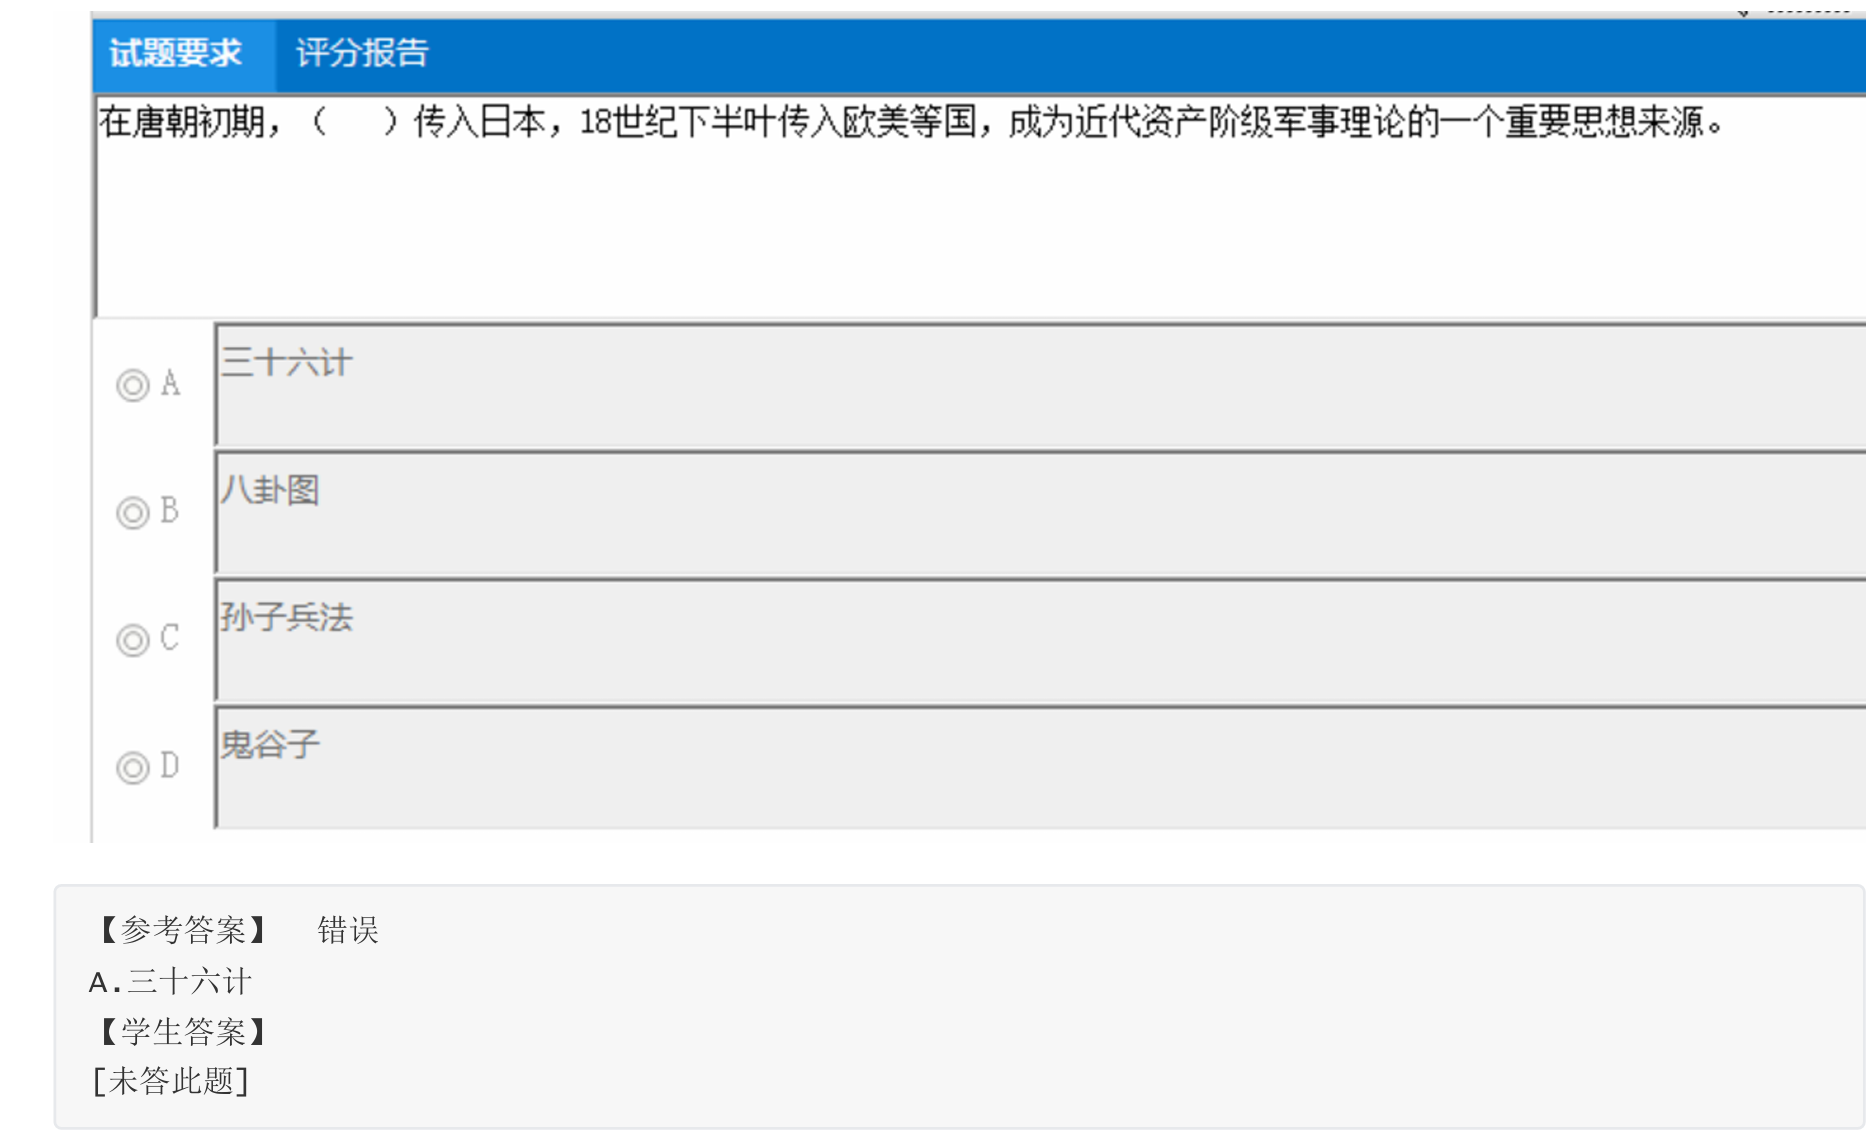 试题要求 评分报告
在唐朝初期，（ ）传入日本，18世纪下半叶传入欧美等国，成为近代资产阶级军事理论的一个重要思想来源。
A 三十六计
B 八卦图
C 孙子兵法
D 鬼谷子
【参考答案】 错误
A.三十六计
【学生答案】
[未答此题]